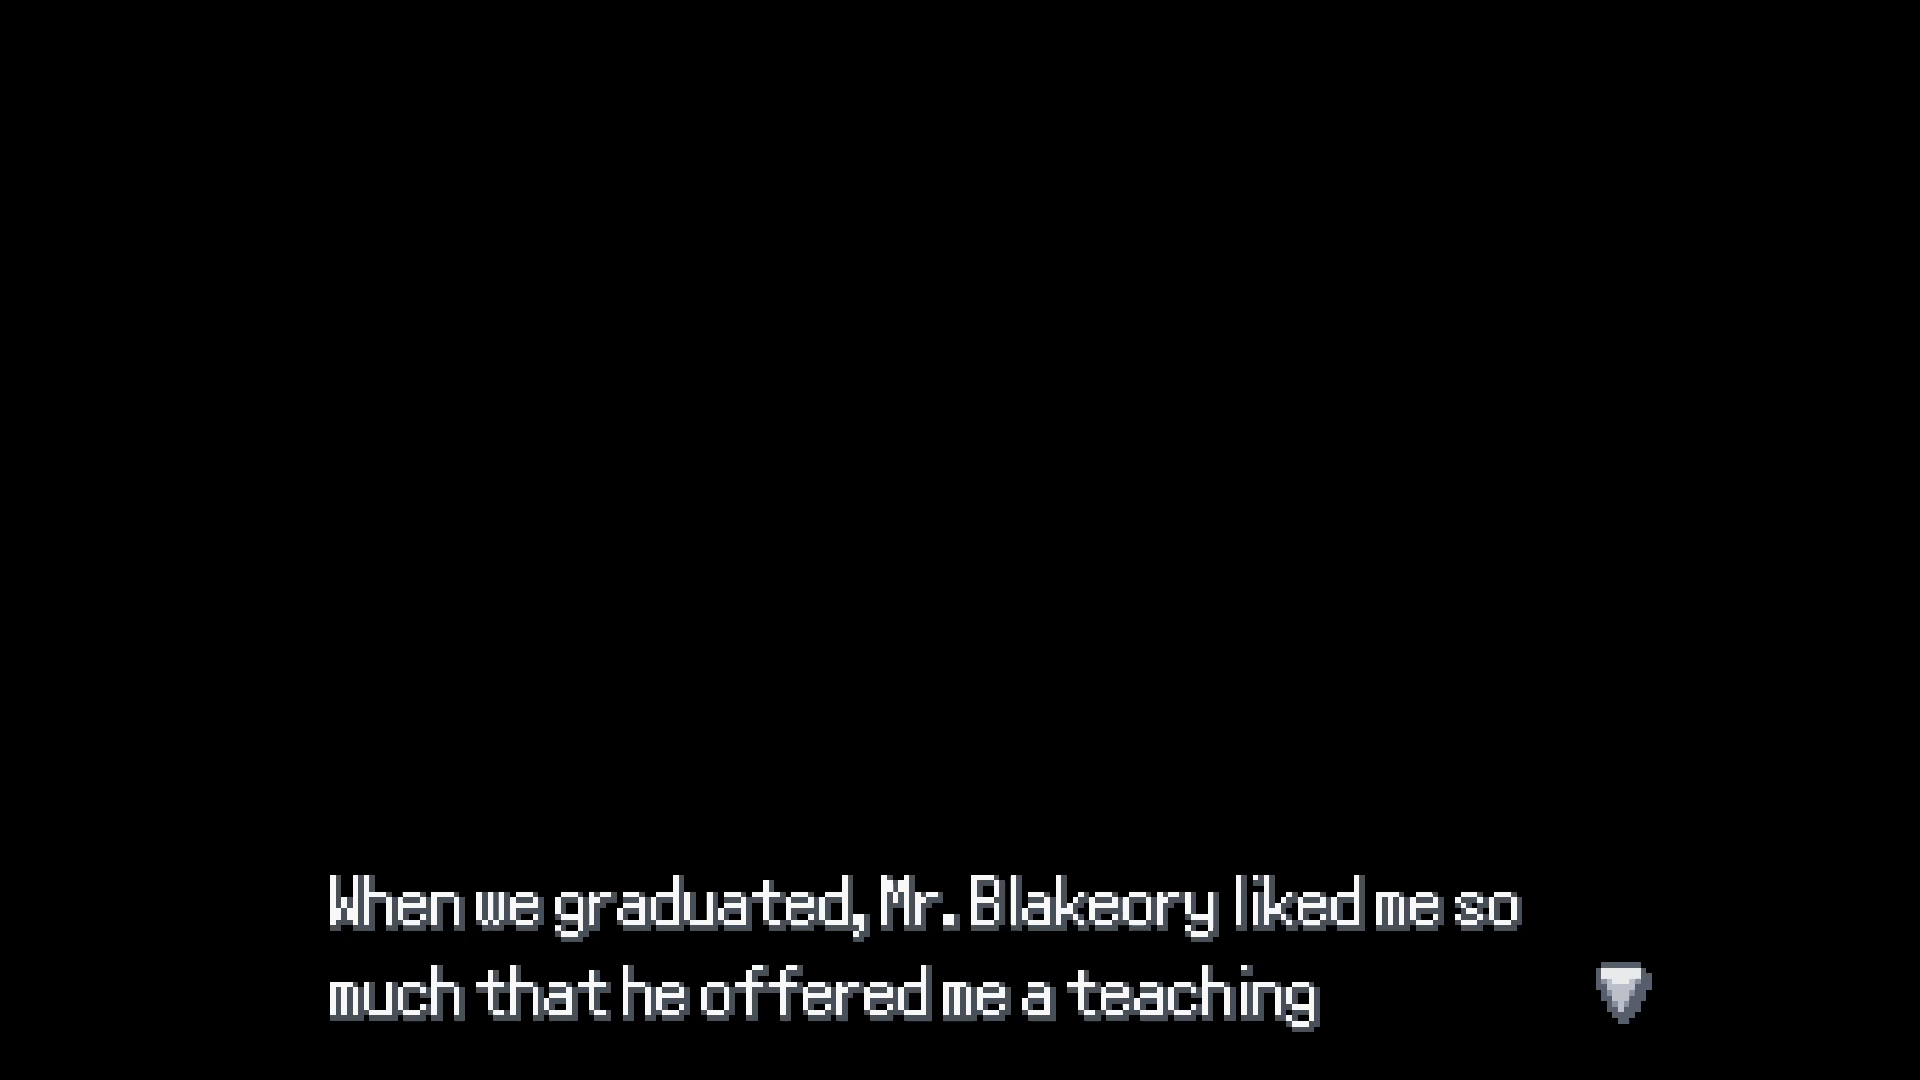 When we graduated, Mr. Blakeory liked me so
much that he offered me a teaching